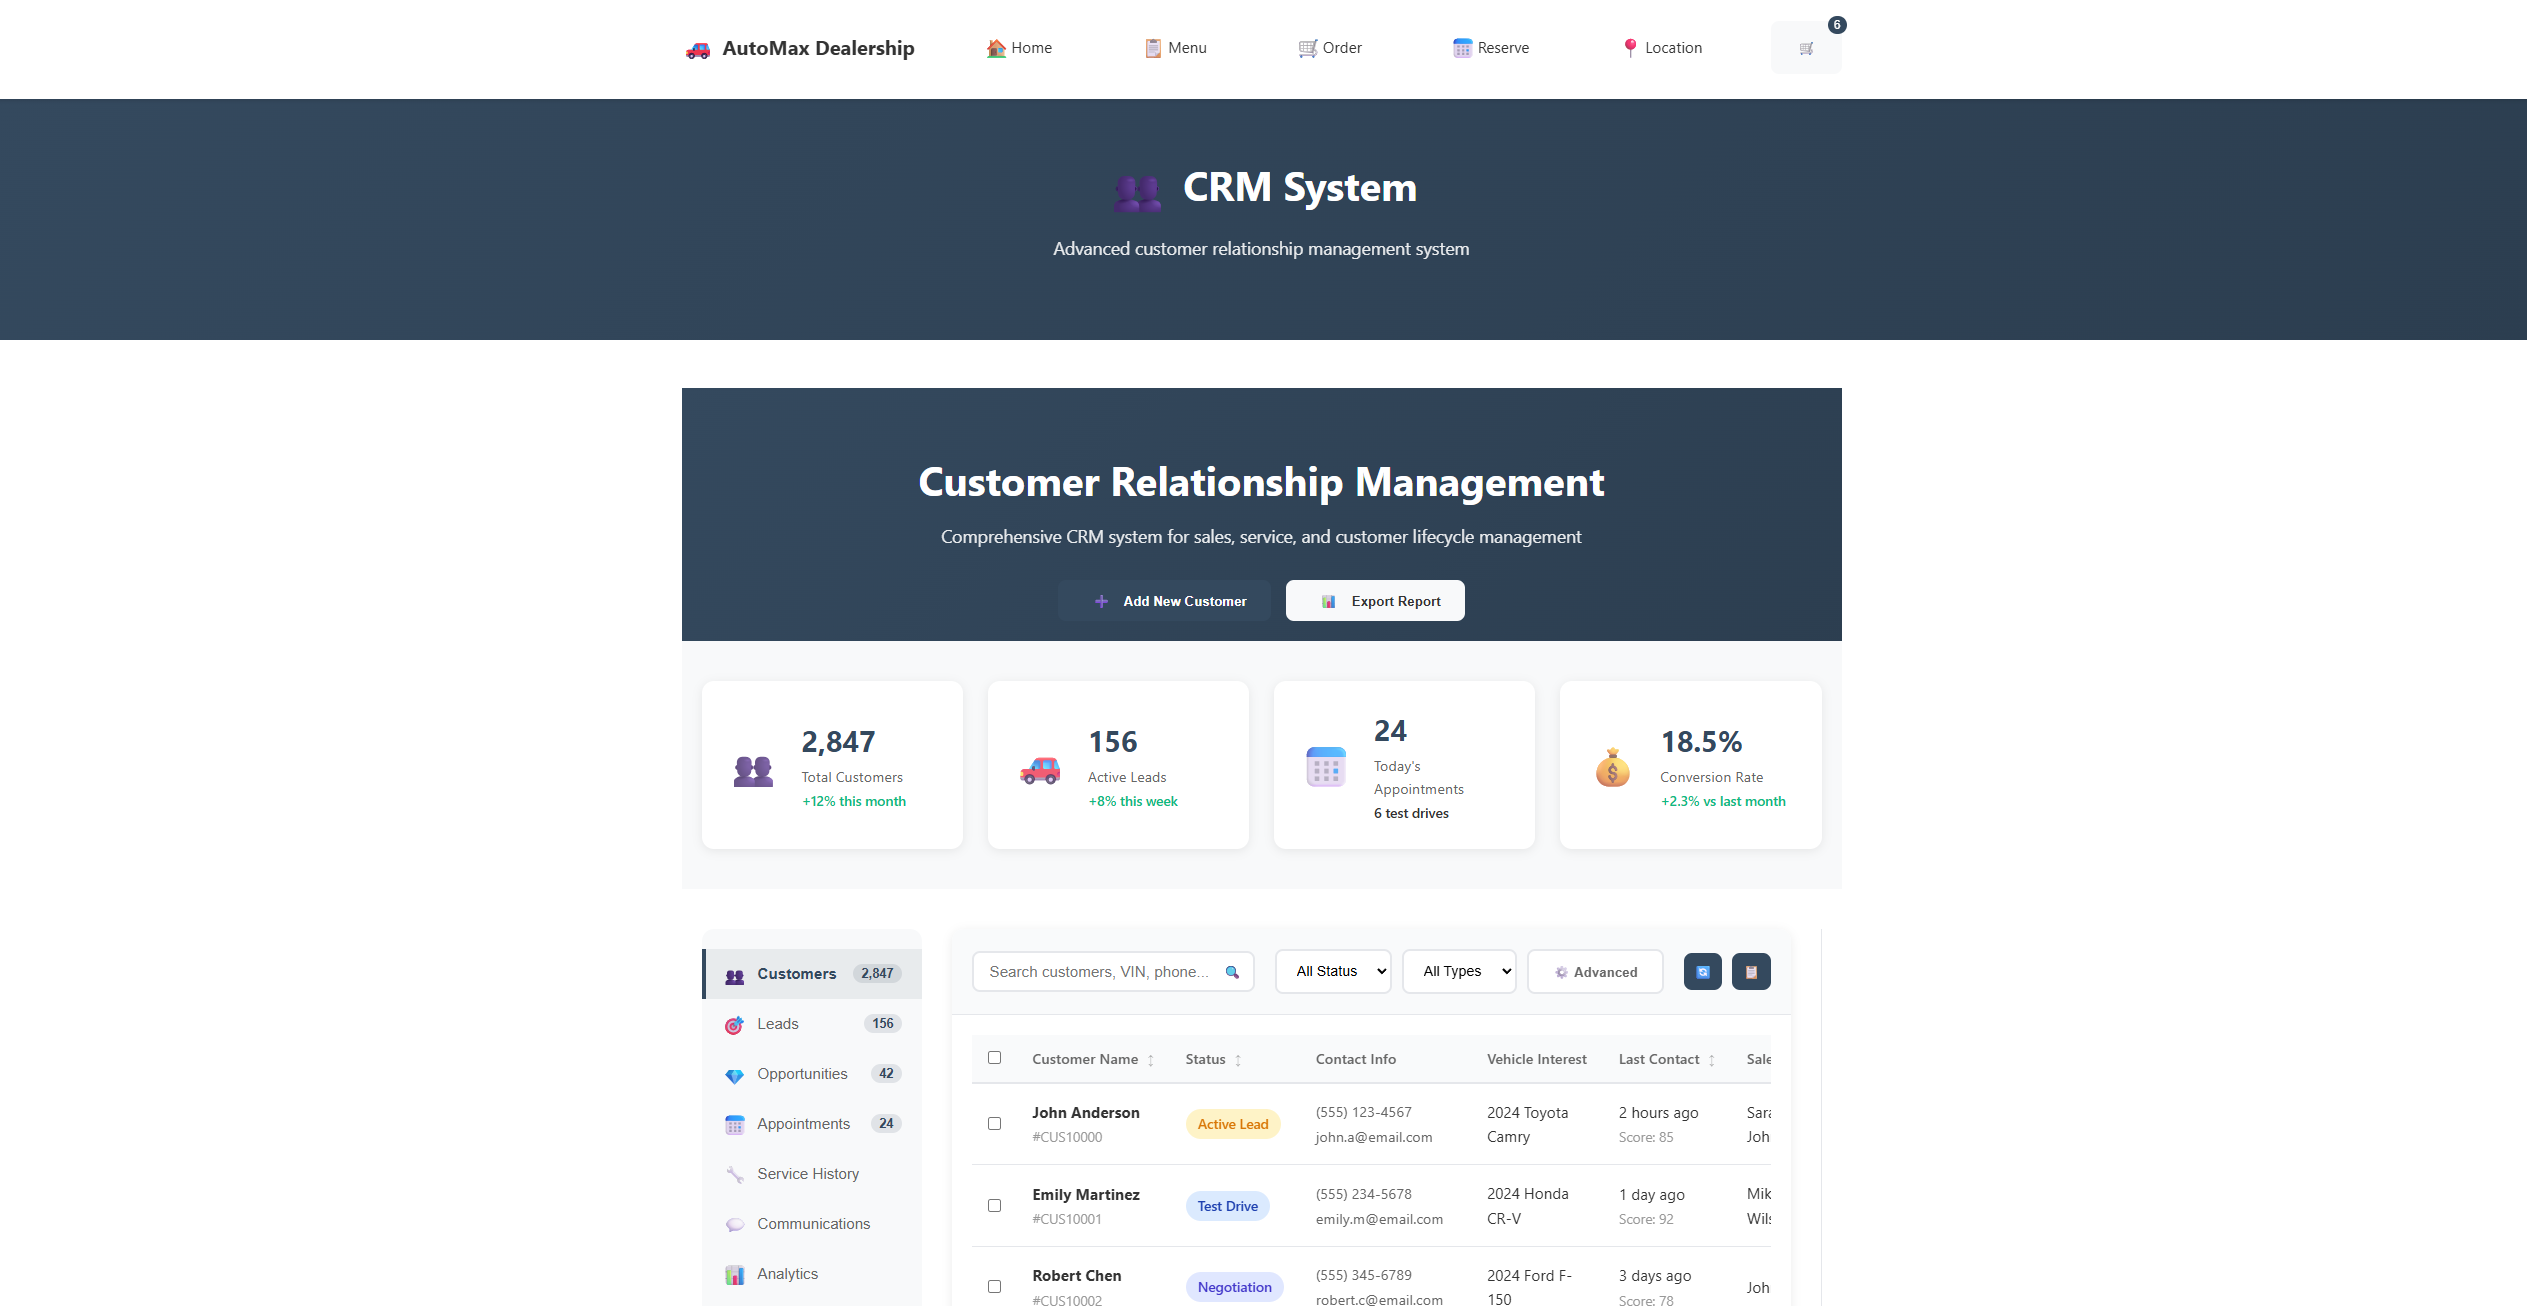 AutoMax Dealership
Home
Menu
Order
Reserve
Location
6
CRM System
Advanced customer relationship management system
Customer Relationship Management
Comprehensive CRM system for sales, service, and customer lifecycle management
Add New Customer
Export Report
2,847
Total Customers
+12% this month
156
Active Leads
+8% this week
24
Today's
Appointments
6 test drives
18.5%
Conversion Rate
+2.3% vs last month
Customers 2,847
Leads 156
Opportunities 42
Appointments 24
Service History
Communications
Analytics
Search customers, VIN, phone...
All Status
All Types
Advanced
Customer Name ↕ Status ↕ Contact Info Vehicle Interest Last Contact ↕ Sale
John Anderson
#CUS10000
Active Lead
(555) 123-4567
john.a@email.com
2024 Toyota
Camry
2 hours ago
Score: 85
Sara
Joh
Emily Martinez
#CUS10001
Test Drive
(555) 234-5678
emily.m@email.com
2024 Honda
CR-V
1 day ago
Score: 92
Mik
Wils
Robert Chen
#CUS10002
Negotiation
(555) 345-6789
robert.c@email.com
2024 Ford F-
150
3 days ago
Score: 78
Joh